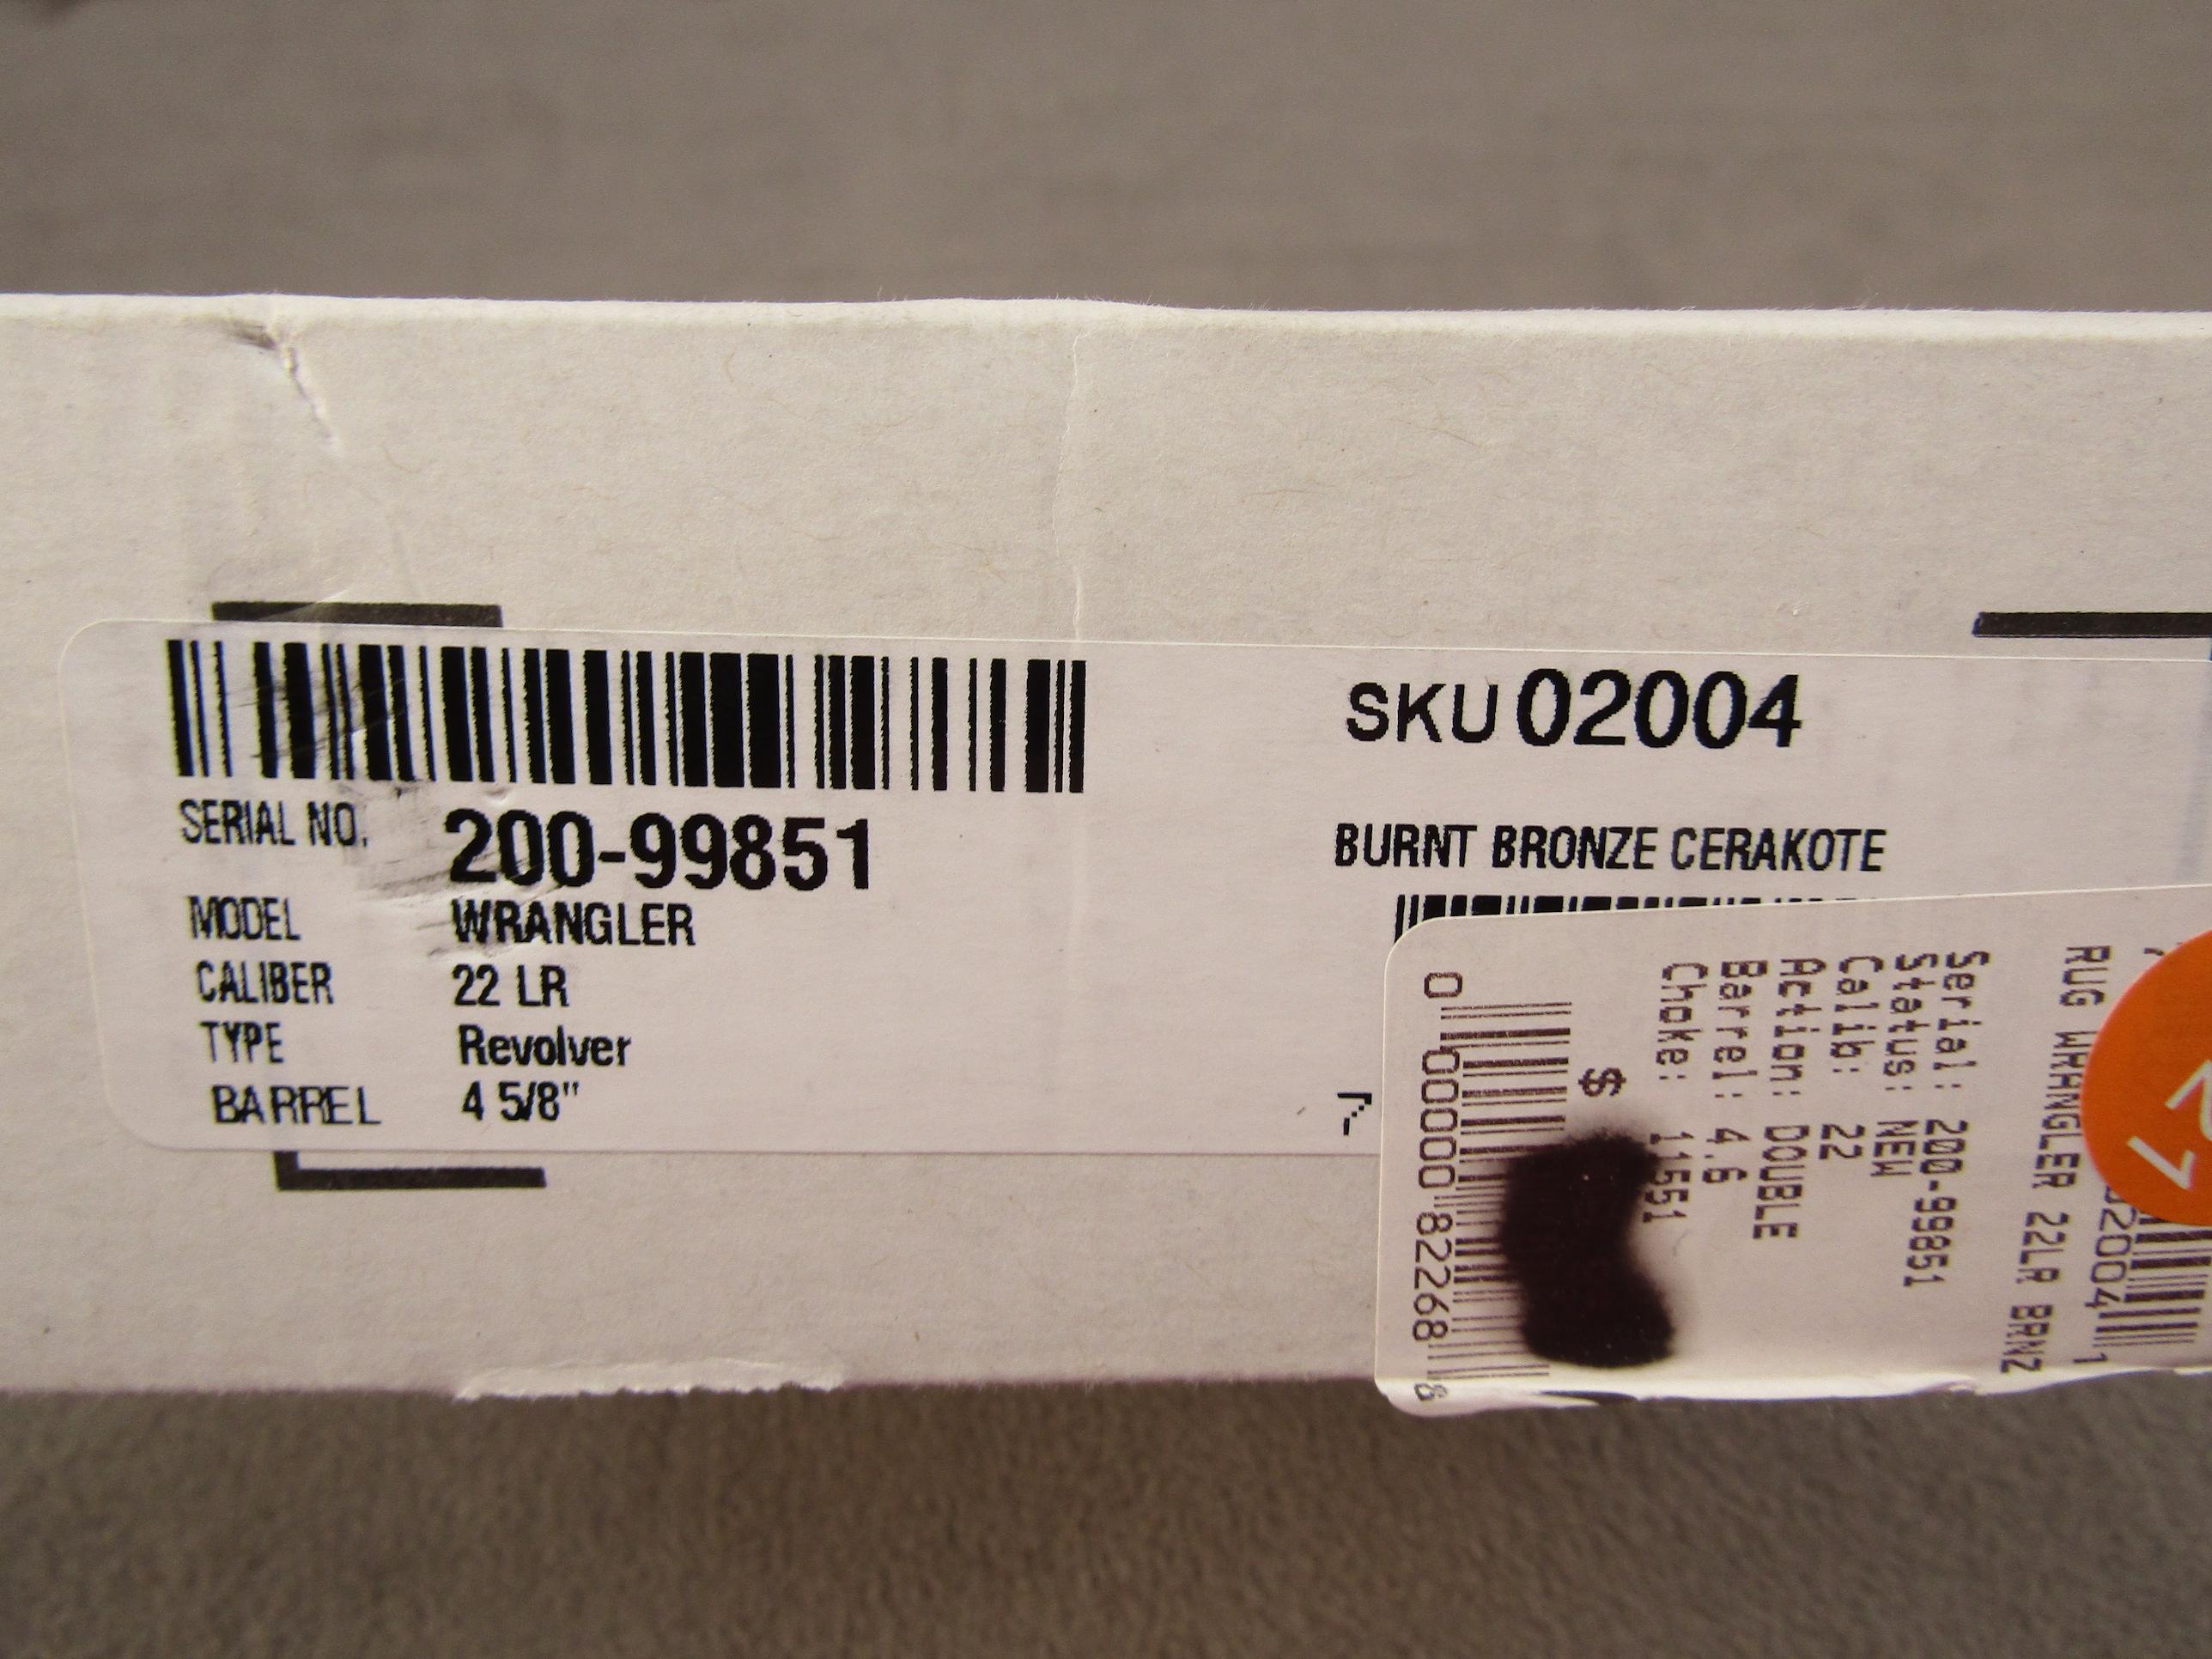 SKU 02004
SERIAL NO. 200-99851
BURNT BRONZE CERAKOTE
MODEL WRANGLER
CALIBER 22 LR
TYPE Revolver
BARREL 4 5/8"
7
21
RUG WRANGLER 22LR BRNZ
Serial: 200-99851
Status: NEW
Calib: 22
Action: DOUBLE
Barrel: 4.6
Choke: 11551
$
0 00000 82268 8